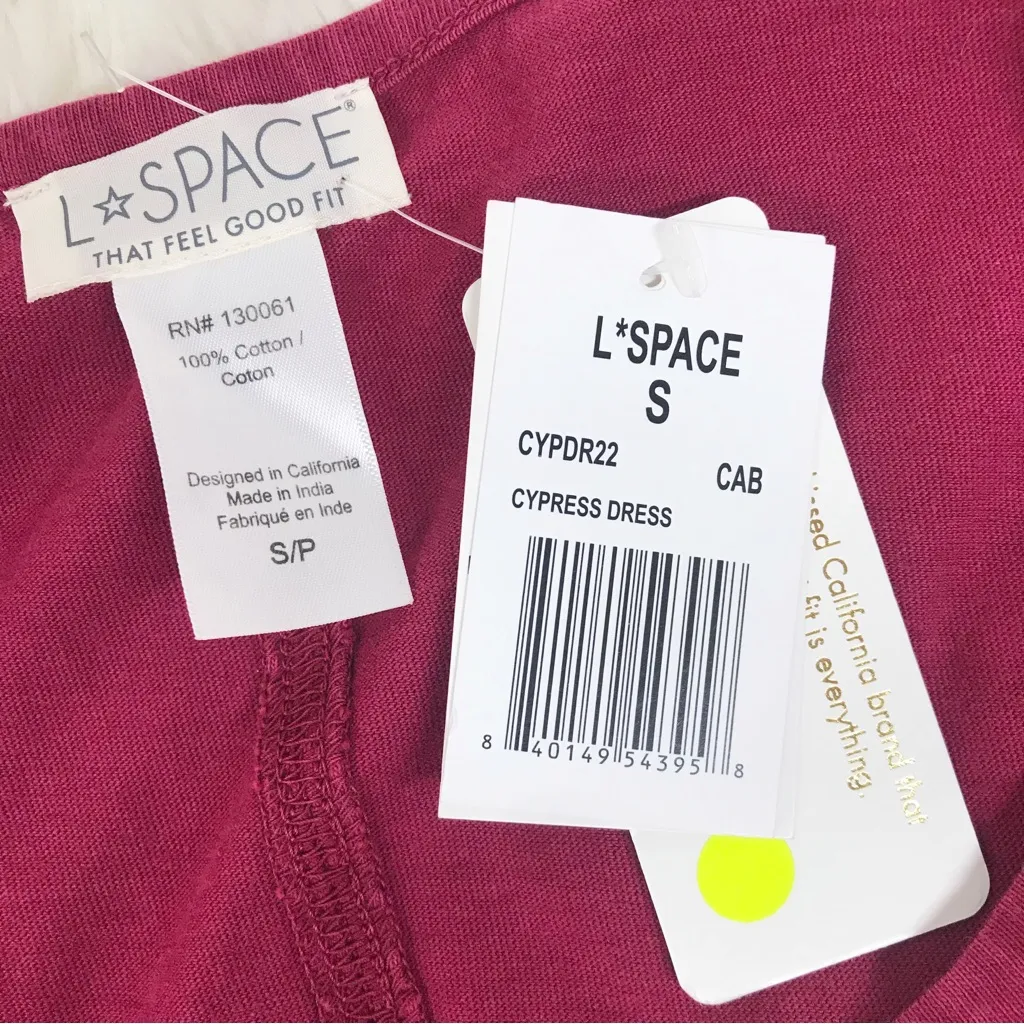 L☆SPACE®
THAT FEEL GOOD FIT
RN# 130061
100% Cotton /
Coton
Designed in California
Made in India
Fabriqué en Inde
S/P
L*SPACE
S
CYPDR22
CAB
CYPRESS DRESS
8 40149 54395 8
California brand that
fit is everything.